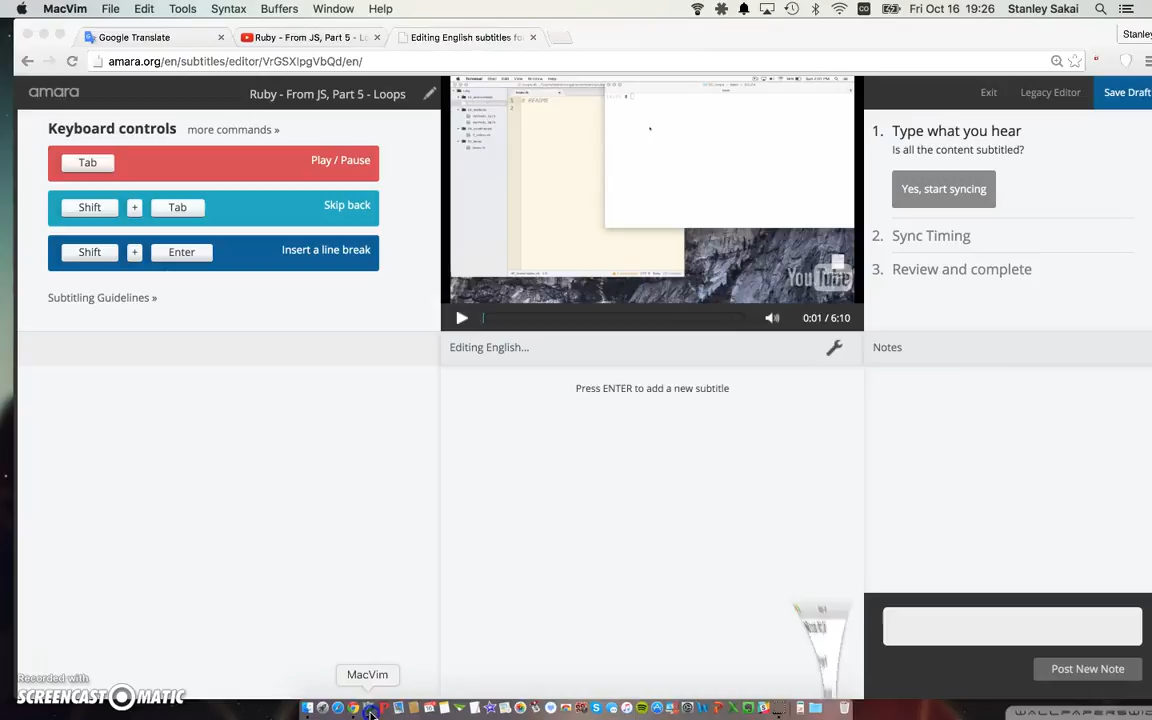 MacVim File Edit Tools Syntax Buffers Window Help Fri Oct 16 19:26 Stanley Sakai
Google Translate × Ruby - From JS, Part 5 - Lo × Editing English subtitles fo × Stanley
amara.org/en/subtitles/editor/VrGSXIpgVbQd/en/
amara Ruby - From JS, Part 5 - Loops Exit Legacy Editor Save Draft
Keyboard controls more commands »
Tab Play / Pause
Shift + Tab Skip back
Shift + Enter Insert a line break
Subtitling Guidelines »
# README
YouTube
0:01 / 6:10
1. Type what you hear
Is all the content subtitled?
Yes, start syncing
2. Sync Timing
3. Review and complete
Editing English...
Press ENTER to add a new subtitle
Notes
Post New Note
MacVim
Recorded with
SCREENCAST-O-MATIC